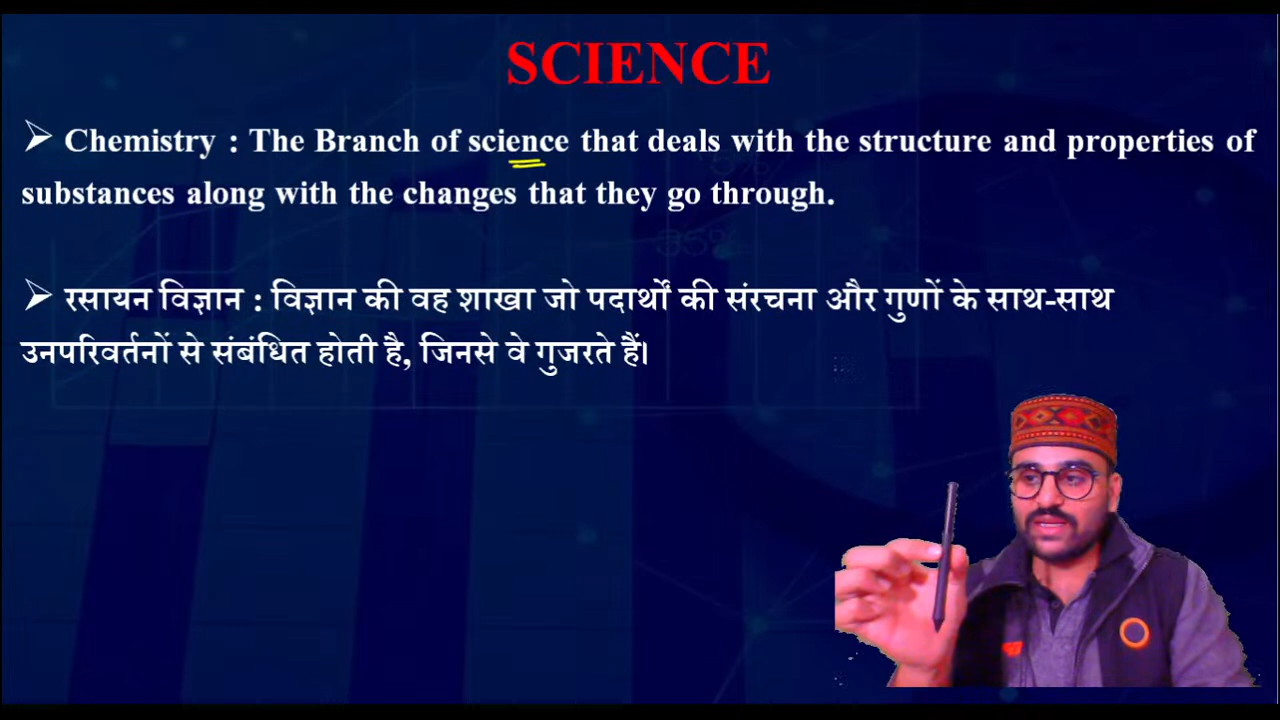 SCIENCE
➢ Chemistry : The Branch of science that deals with the structure and properties of
substances along with the changes that they go through.
➢ रसायन विज्ञान : विज्ञान की वह शाखा जो पदार्थों की संरचना और गुणों के साथ-साथ
उनपरिवर्तनों से संबंधित होती है, जिनसे वे गुजरते हैं।